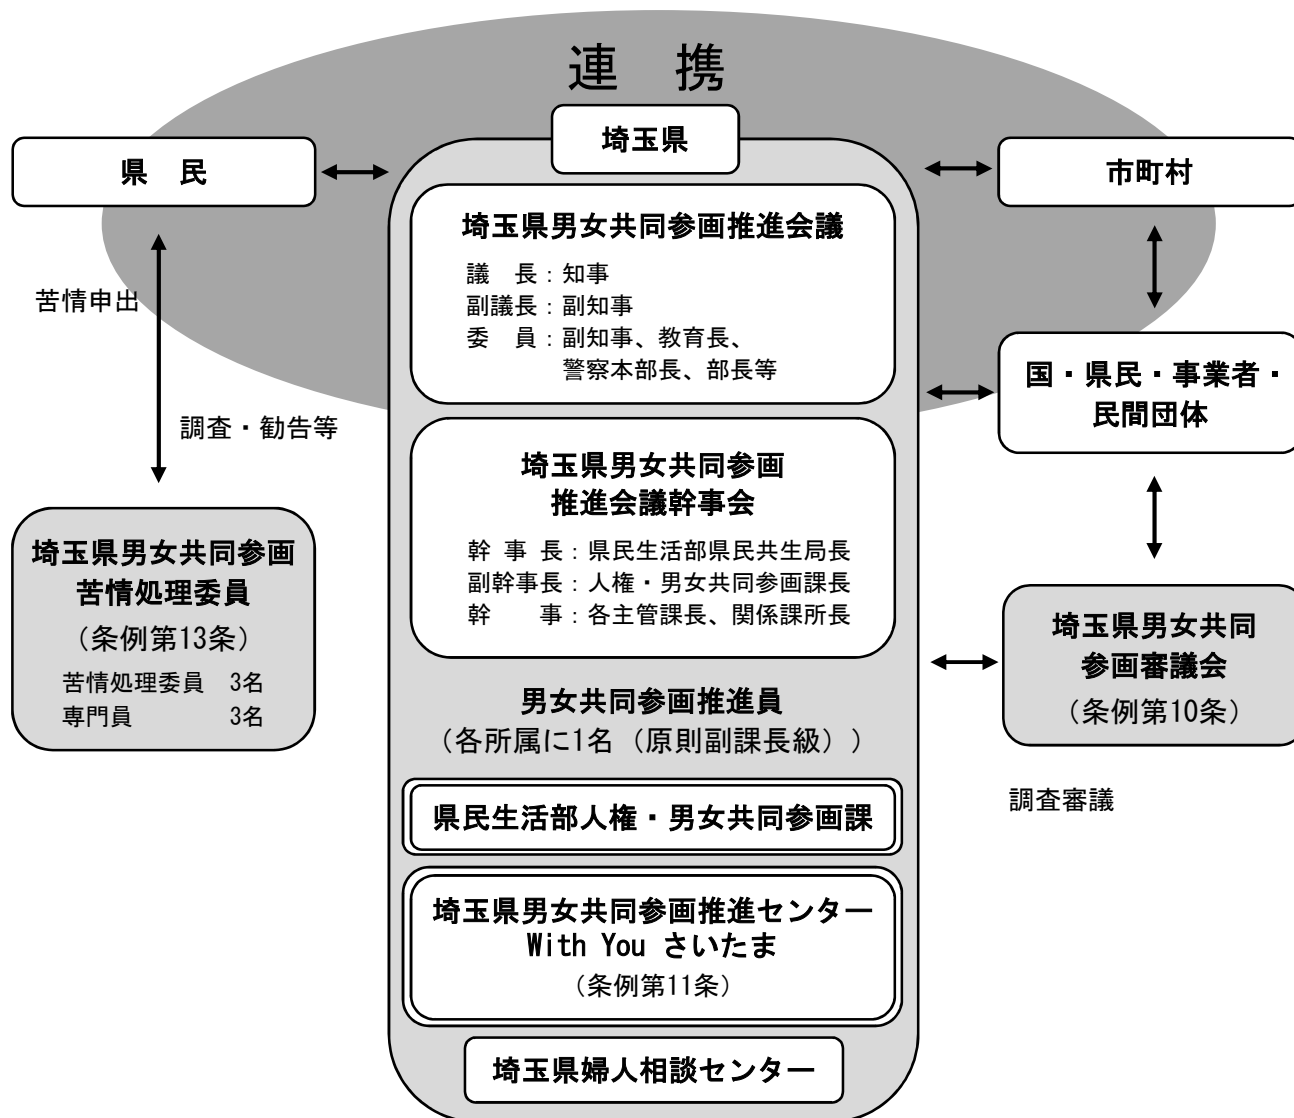 連　携
埼玉県
県　民
市町村
埼玉県男女共同参画推進会議
議　長：知事
副議長：副知事
委　員：副知事、教育長、
警察本部長、部長等
苦情申出
調査・勧告等
国・県民・事業者・
民間団体
埼玉県男女共同参画
推進会議幹事会
幹 事 長：県民生活部県民共生局長
副幹事長：人権・男女共同参画課長
幹　　事：各主管課長、関係課所長
埼玉県男女共同参画
苦情処理委員
（条例第13条）
苦情処理委員　3名
専門員　　　　3名
埼玉県男女共同
参画審議会
（条例第10条）
調査審議
男女共同参画推進員
（各所属に1名（原則副課長級））
県民生活部人権・男女共同参画課
埼玉県男女共同参画推進センター
With You さいたま
（条例第11条）
埼玉県婦人相談センター